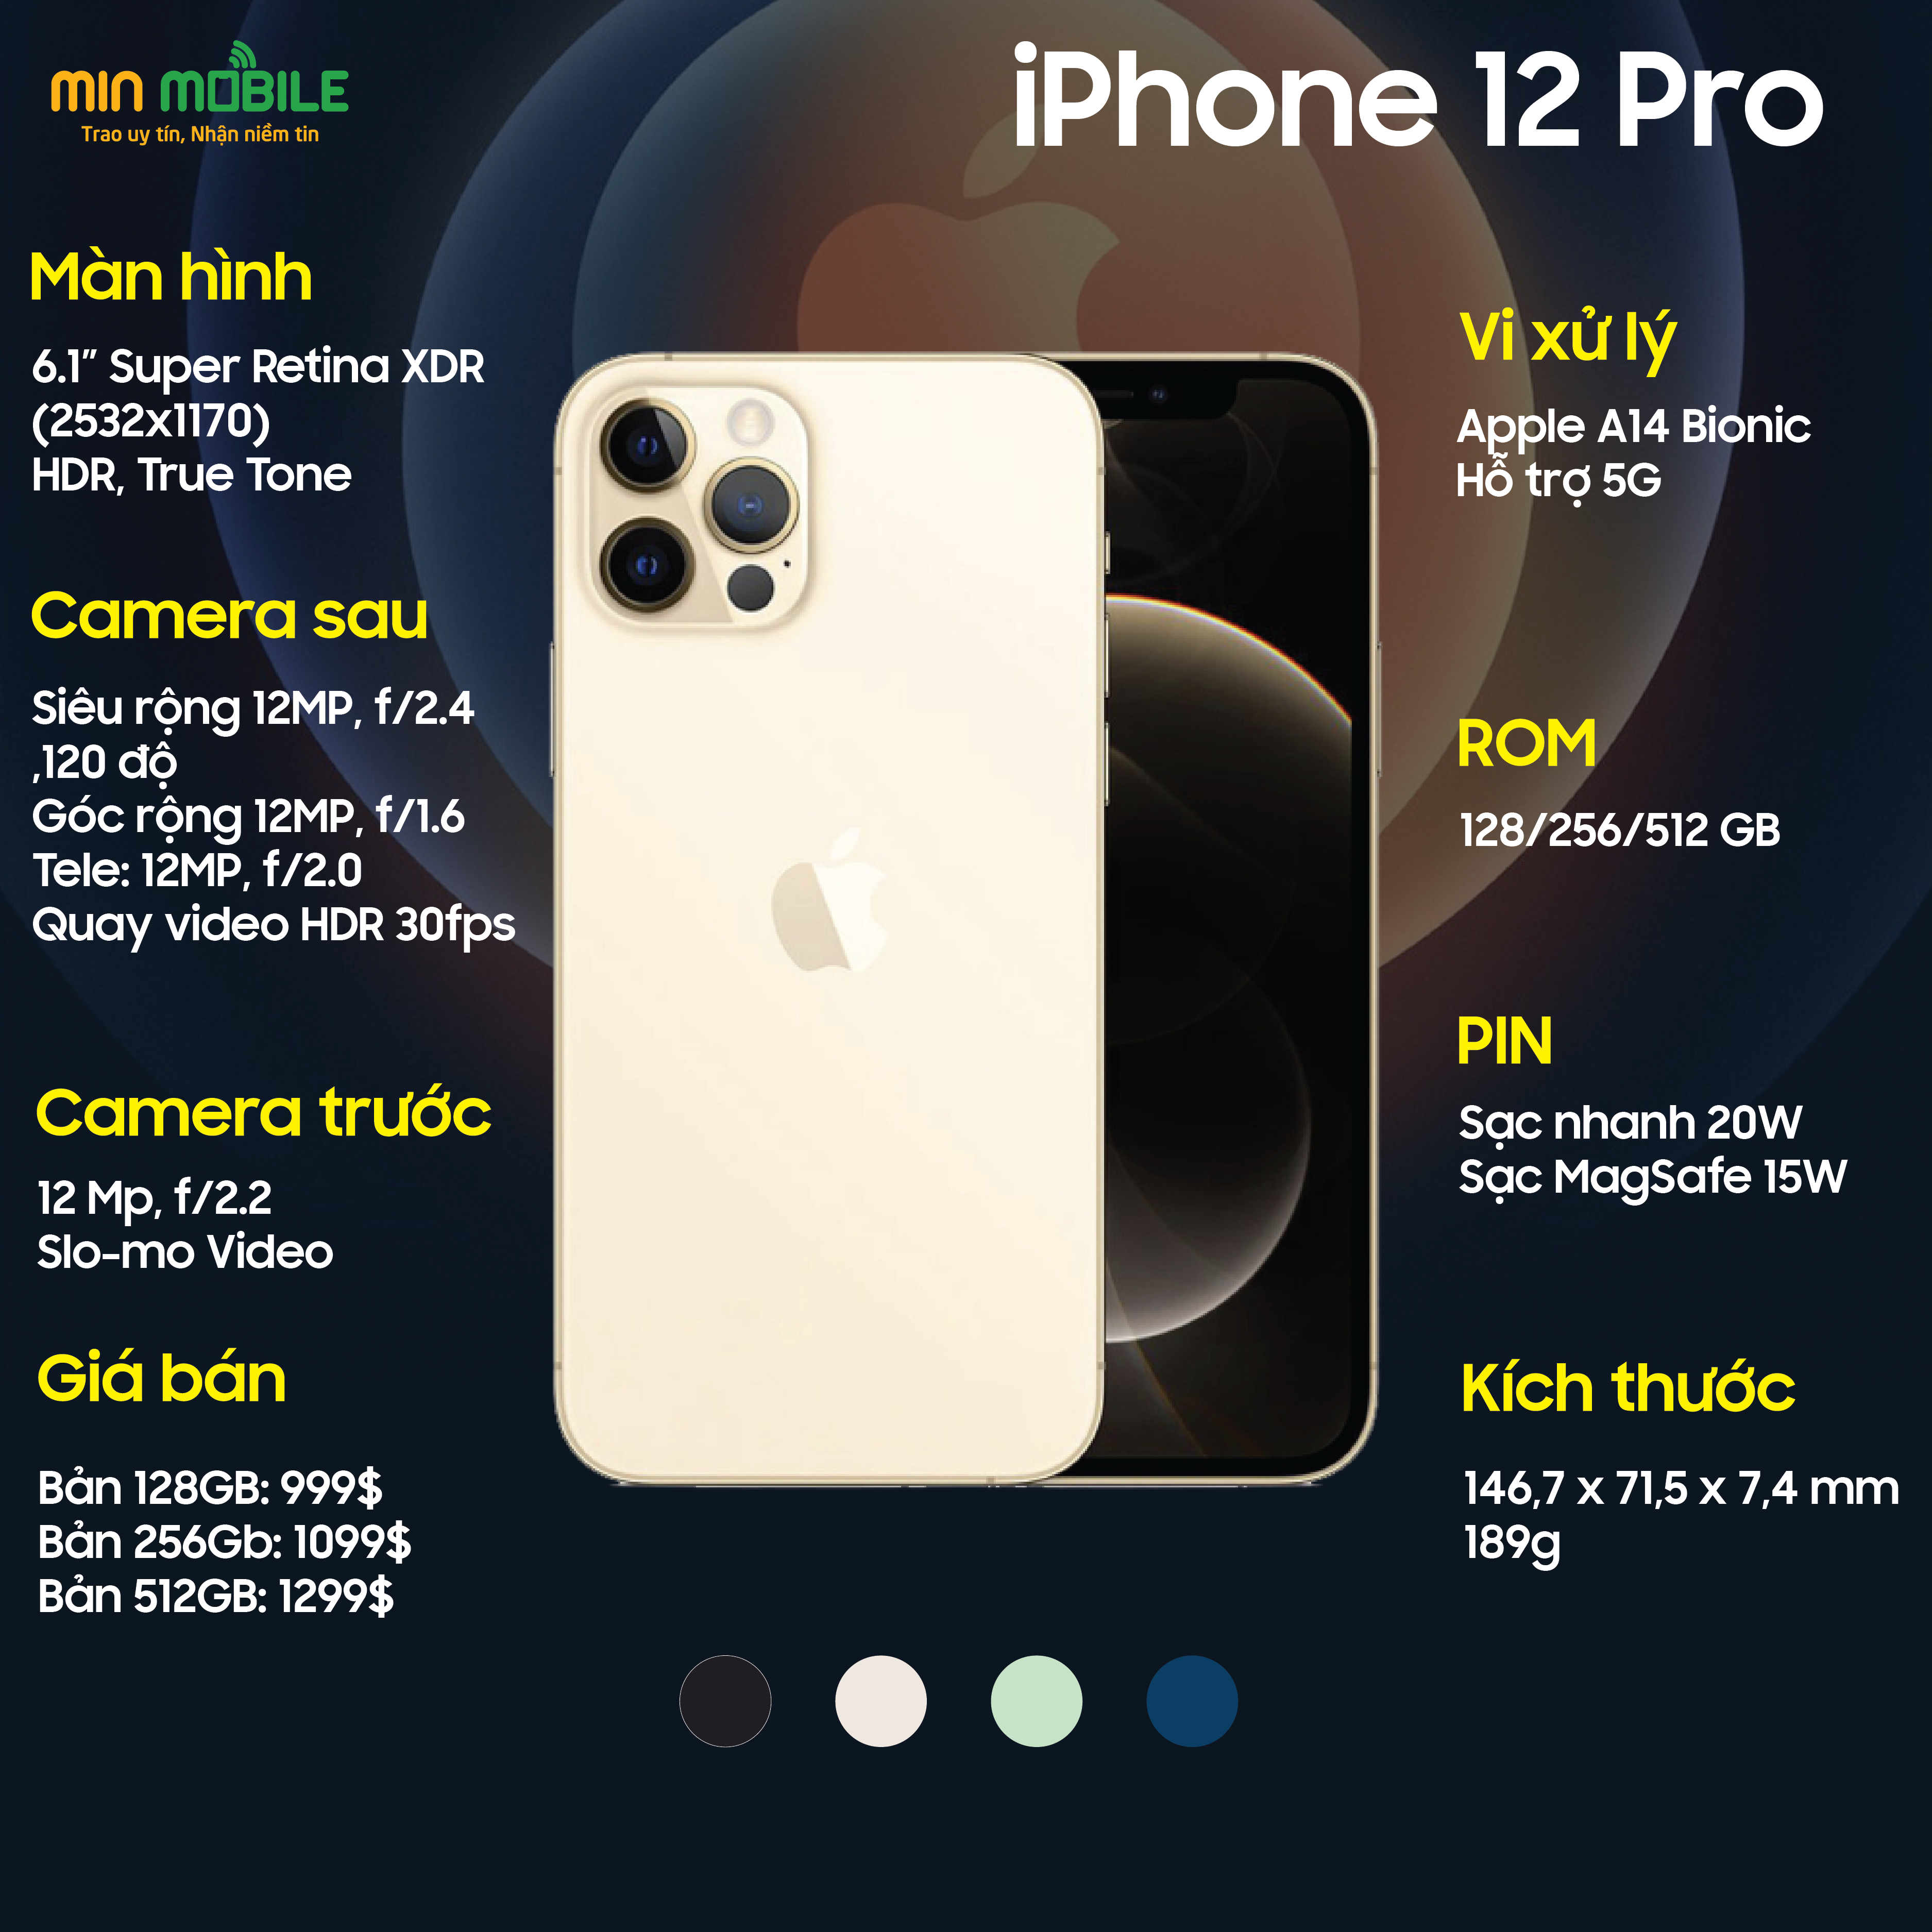 MIN MOBILE
Trao uy tín, Nhận niềm tin
iPhone 12 Pro
Màn hình
6.1” Super Retina XDR
(2532x1170)
HDR, True Tone
Camera sau
Siêu rộng 12MP, f/2.4
,120 độ
Góc rộng 12MP, f/1.6
Tele: 12MP, f/2.0
Quay video HDR 30fps
Camera trước
12 Mp, f/2.2
Slo-mo Video
Giá bán
Bản 128GB: 999$
Bản 256Gb: 1099$
Bản 512GB: 1299$
Vi xử lý
Apple A14 Bionic
Hỗ trợ 5G
ROM
128/256/512 GB
PIN
Sạc nhanh 20W
Sạc MagSafe 15W
Kích thước
146,7 x 71,5 x 7,4 mm
189g